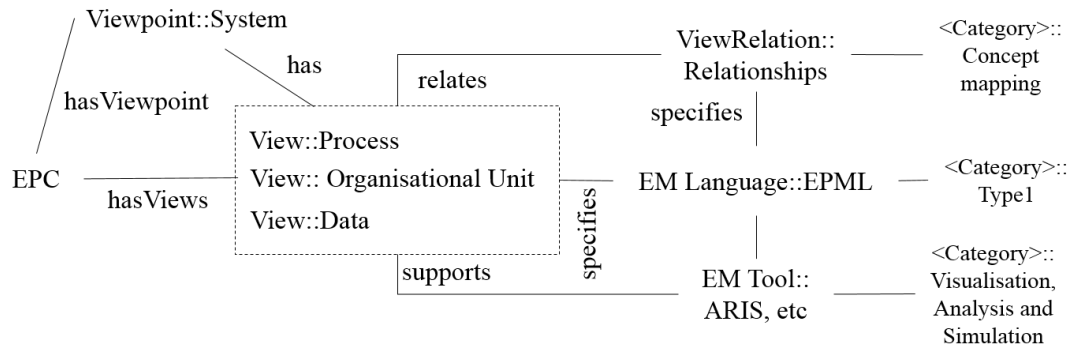 Viewpoint::System
has
hasViewpoint
EPC
hasViews
View::Process
View:: Organisational Unit
View::Data
relates
supports
specifies
ViewRelation::
Relationships
specifies
EM Language::EPML
EM Tool::
ARIS, etc
<Category>::
Concept
mapping
<Category>::
Type1
<Category>::
Visualisation,
Analysis and
Simulation